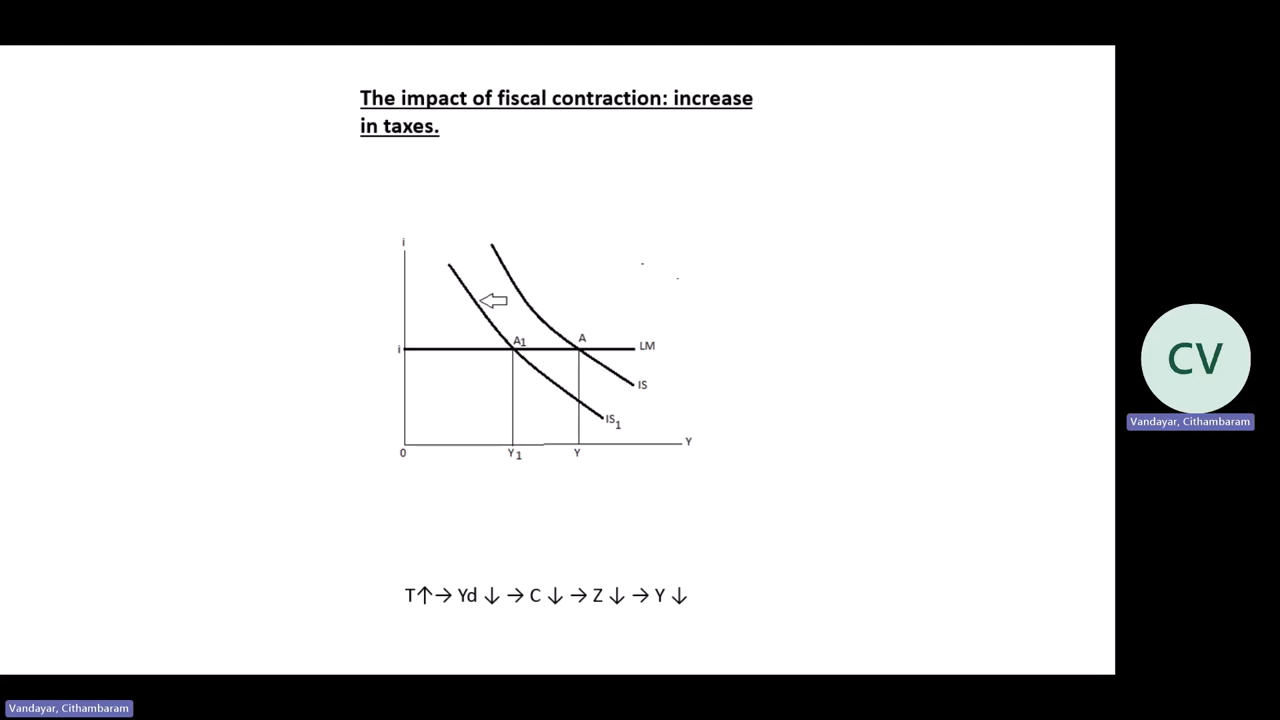 The impact of fiscal contraction: increase
in taxes.
i
A1
A
LM
i
IS
IS1
Y
0
Y1
Y
T↑→ Yd ↓ → C ↓ → Z ↓ → Y ↓
CV
Vandayar, Cithambaram
Vandayar, Cithambaram